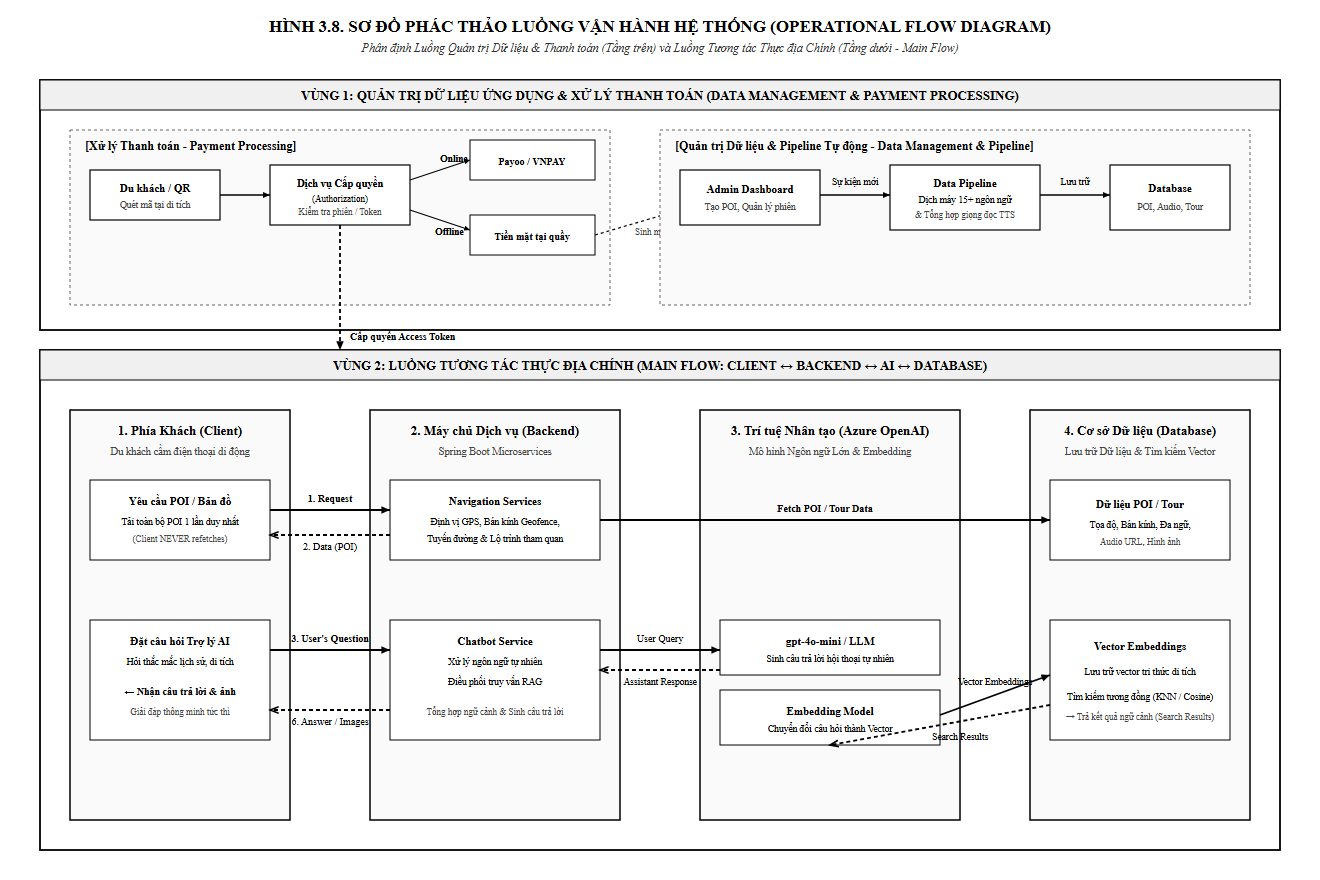 HÌNH 3.8. SƠ ĐỒ PHÁC THẢO LUỒNG VẬN HÀNH HỆ THỐNG (OPERATIONAL FLOW DIAGRAM)
Phân định Luồng Quản trị Dữ liệu & Thanh toán (Tầng trên) và Luồng Tương tác Thực địa Chính (Tầng dưới - Main Flow)
VÙNG 1: QUẢN TRỊ DỮ LIỆU ỨNG DỤNG & XỬ LÝ THANH TOÁN (DATA MANAGEMENT & PAYMENT PROCESSING)
[Xử lý Thanh toán - Payment Processing]
Du khách / QR
Quét mã tại di tích
Dịch vụ Cấp quyền
(Authorization)
Kiểm tra phiên / Token
Online
Payoo / VNPAY
Offline
Tiền mặt tại quầy
Sinh m
[Quản trị Dữ liệu & Pipeline Tự động - Data Management & Pipeline]
Admin Dashboard
Tạo POI, Quản lý phiên
Sự kiện mới
Data Pipeline
Dịch máy 15+ ngôn ngữ
& Tổng hợp giọng đọc TTS
Lưu trữ
Database
POI, Audio, Tour
Cấp quyền Access Token
VÙNG 2: LUỒNG TƯƠNG TÁC THỰC ĐỊA CHÍNH (MAIN FLOW: CLIENT ↔ BACKEND ↔ AI ↔ DATABASE)
1. Phía Khách (Client)
Du khách cầm điện thoại di động
Yêu cầu POI / Bản đồ
Tải toàn bộ POI 1 lần duy nhất
(Client NEVER refetches)
Đặt câu hỏi Trợ lý AI
Hỏi thắc mắc lịch sử, di tích
← Nhận câu trả lời & ảnh
Giải đáp thông minh tức thì
1. Request
2. Data (POI)
3. User's Question
6. Answer / Images
2. Máy chủ Dịch vụ (Backend)
Spring Boot Microservices
Navigation Services
Định vị GPS, Bán kính Geofence,
Tuyến đường & Lộ trình tham quan
Chatbot Service
Xử lý ngôn ngữ tự nhiên
Điều phối truy vấn RAG
Tổng hợp ngữ cảnh & Sinh câu trả lời
Fetch POI / Tour Data
User Query
Assistant Response
3. Trí tuệ Nhân tạo (Azure OpenAI)
Mô hình Ngôn ngữ Lớn & Embedding
gpt-4o-mini / LLM
Sinh câu trả lời hội thoại tự nhiên
Embedding Model
Chuyển đổi câu hỏi thành Vector
Vector Embeddings
Search Results
4. Cơ sở Dữ liệu (Database)
Lưu trữ Dữ liệu & Tìm kiếm Vector
Dữ liệu POI / Tour
Tọa độ, Bán kính, Đa ngữ,
Audio URL, Hình ảnh
Vector Embeddings
Lưu trữ vector tri thức di tích
Tìm kiếm tương đồng (KNN / Cosine)
→ Trả kết quả ngữ cảnh (Search Results)